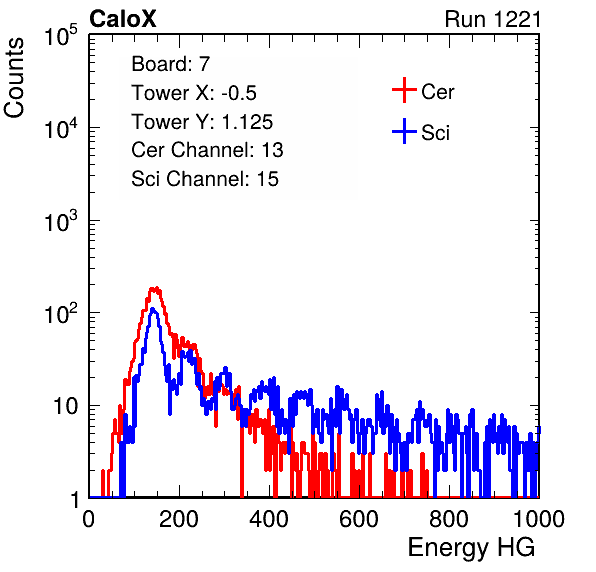 CaloX Run 1221
Counts
10^5
10^4
10^3
10^2
10
1
Board: 7
Tower X: -0.5
Tower Y: 1.125
Cer Channel: 13
Sci Channel: 15
Cer
Sci
0 200 400 600 800 1000
Energy HG